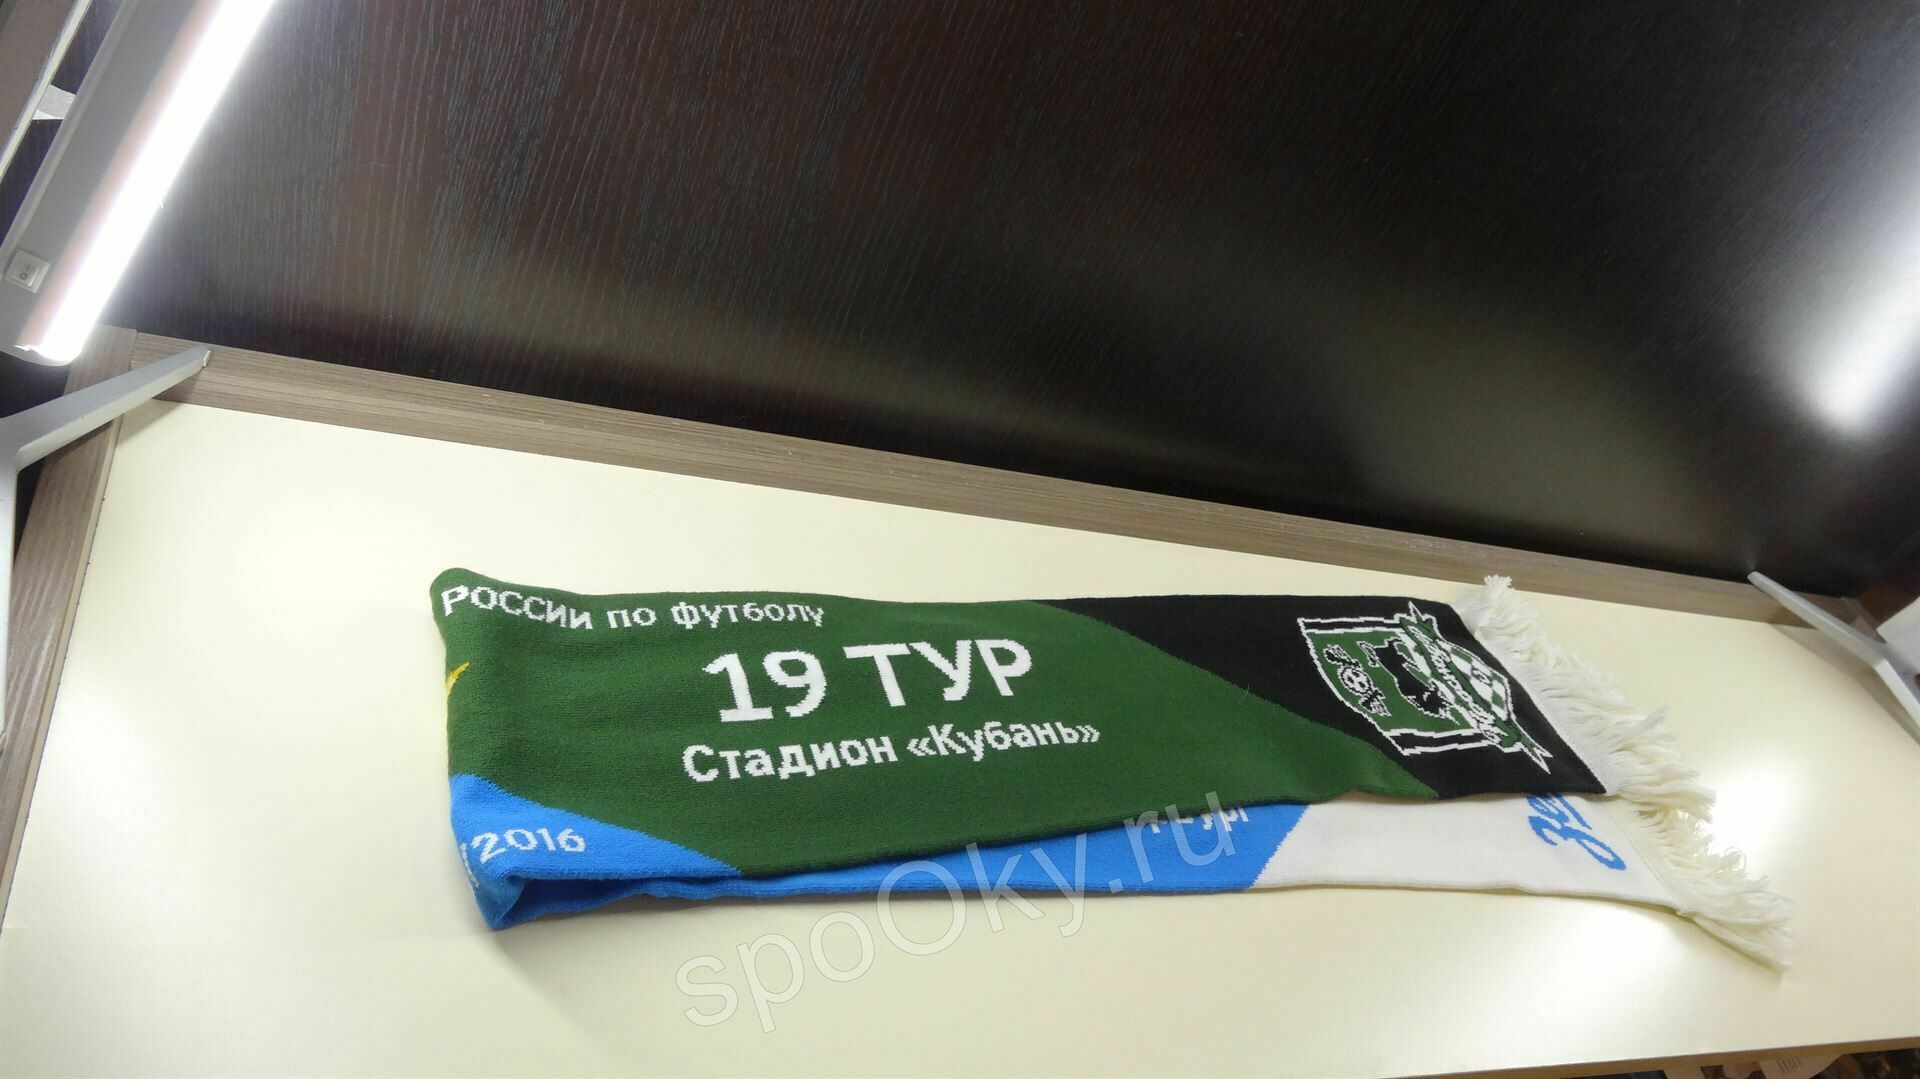 РОССИИ по футболу
19 ТУР
Стадион «Кубань»
2016
spoOky.ru